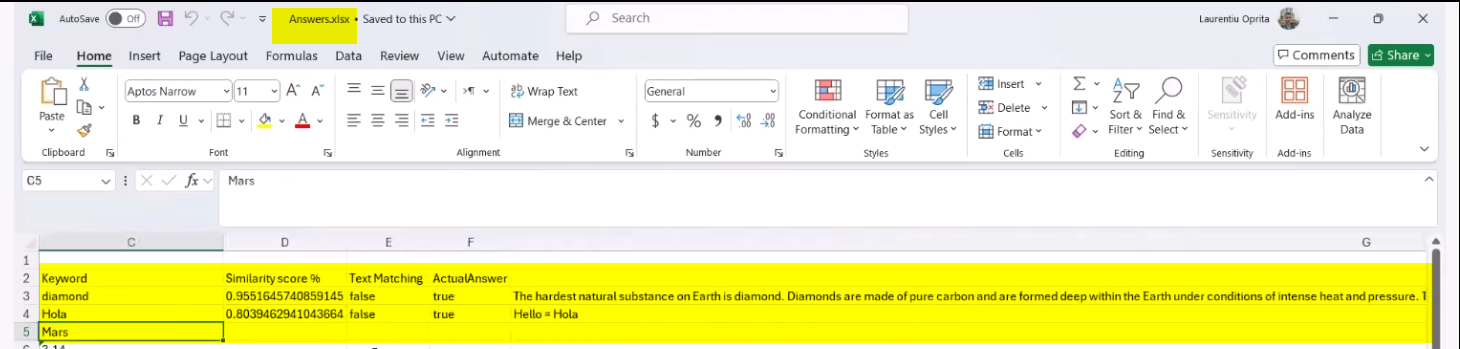 AutoSave Off Answers.xlsx • Saved to this PC Search Laurentiu Oprita
File Home Insert Page Layout Formulas Data Review View Automate Help Comments Share
Paste
Clipboard
Aptos Narrow 11
B I U
Font
Wrap Text
Merge & Center
Alignment
General
$ %
Number
Conditional Formatting
Format as Table
Cell Styles
Styles
Insert
Delete
Format
Cells
Sort & Filter
Find & Select
Editing
Sensitivity
Sensitivity
Add-ins
Add-ins
Analyze Data
C5 fx Mars
C D E F G
1
2 Keyword Similarity score % Text Matching ActualAnswer
3 diamond 0.9551645740859145 false true The hardest natural substance on Earth is diamond. Diamonds are made of pure carbon and are formed deep within the Earth under conditions of intense heat and pressure. T
4 Hola 0.8039462941043664 false true Hello = Hola
5 Mars